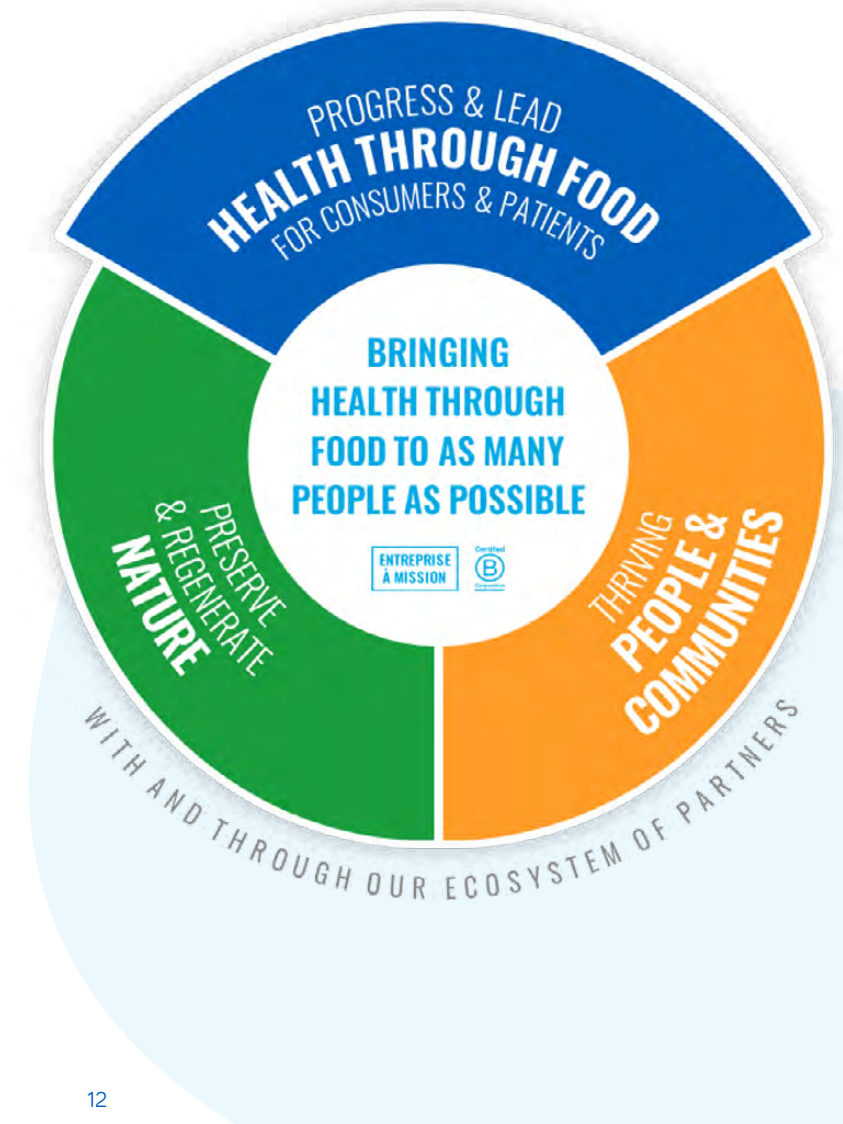 PROGRESS & LEAD
HEALTH THROUGH FOOD
FOR CONSUMERS & PATIENTS
BRINGING
HEALTH THROUGH
FOOD TO AS MANY
PEOPLE AS POSSIBLE
ENTREPRISE
À MISSION
Certified
B
Corporation
PRESERVE
& REGENERATE
NATURE
THRIVING
PEOPLE &
COMMUNITIES
WITH AND THROUGH OUR ECOSYSTEM OF PARTNERS
12